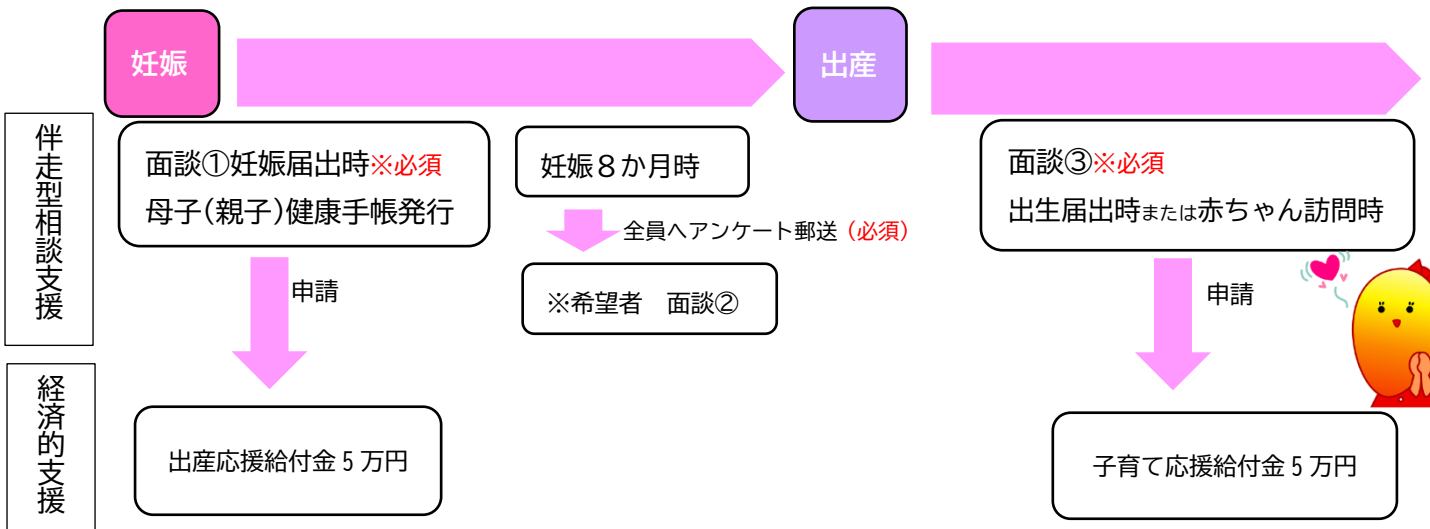 妊娠
出産
伴走型相談支援
面談①妊娠届出時※必須
母子(親子)健康手帳発行
申請
妊娠８か月時
全員へアンケート郵送（必須）
※希望者　面談②
面談③※必須
出生届出時または赤ちゃん訪問時
申請
経済的支援
出産応援給付金５万円
子育て応援給付金５万円